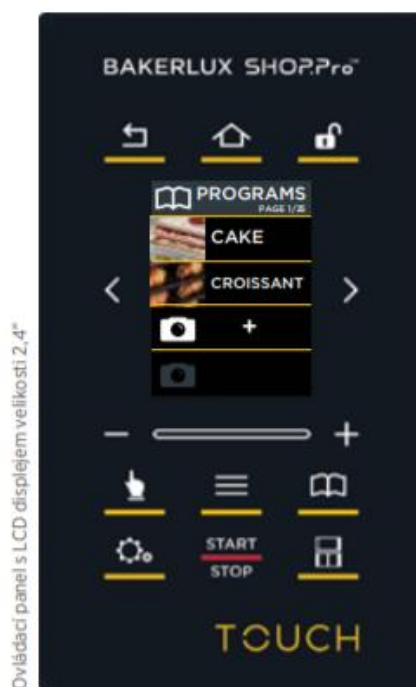 BAKERLUX SHOP.Pro™
PROGRAMS
PAGE 1/25
CAKE
CROISSANT
+
− +
START
STOP
TOUCH
Ovládací panel s LCD displejem velikosti 2,4"